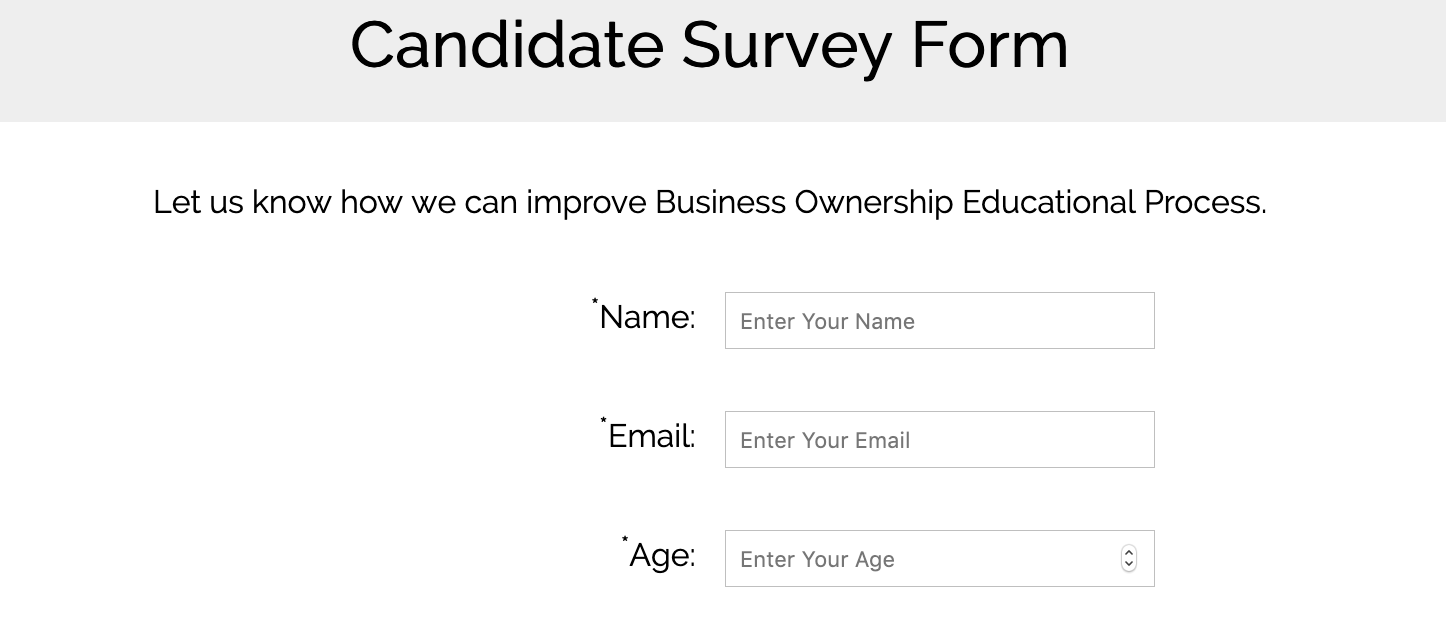 Candidate Survey Form
Let us know how we can improve Business Ownership Educational Process.
*Name: Enter Your Name
*Email: Enter Your Email
*Age: Enter Your Age